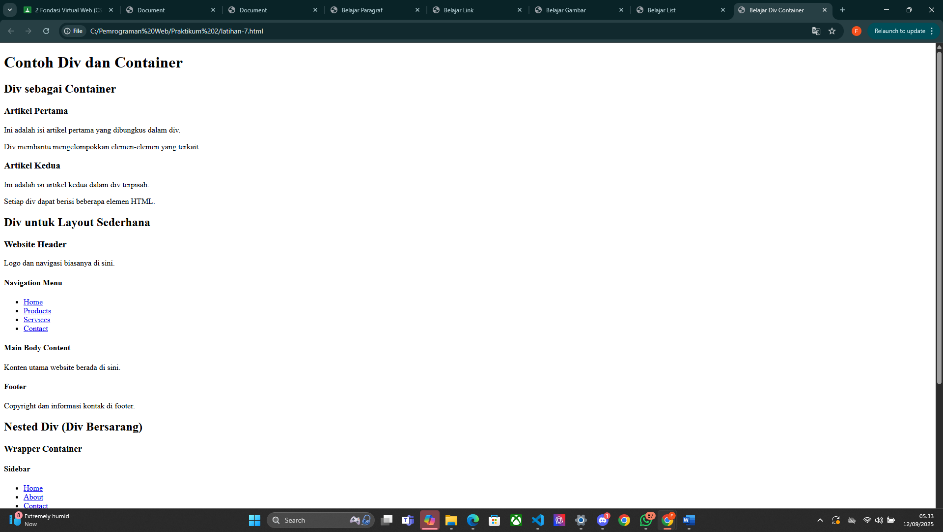 2 Fondasi Virtual Web (CS
Document
Document
Belajar Paragraf
Belajar Link
Belajar Gambar
Belajar List
Belajar Div Container
File
C:/Pemrograman%20Web/Praktikum%202/latihan-7.html
F
Relaunch to update
Contoh Div dan Container
Div sebagai Container
Artikel Pertama
Ini adalah isi artikel pertama yang dibungkus dalam div.
Div membantu mengelompokkan elemen-elemen yang terkait.
Artikel Kedua
Ini adalah isi artikel kedua dalam div terpisah.
Setiap div dapat berisi beberapa elemen HTML.
Div untuk Layout Sederhana
Website Header
Logo dan navigasi biasanya di sini.
Navigation Menu
Home
Products
Services
Contact
Main Body Content
Konten utama website berada di sini.
Footer
Copyright dan informasi kontak di footer.
Nested Div (Div Bersarang)
Wrapper Container
Sidebar
Home
About
Contact
Extremely humid
Now
Search
05.33
12/09/2025